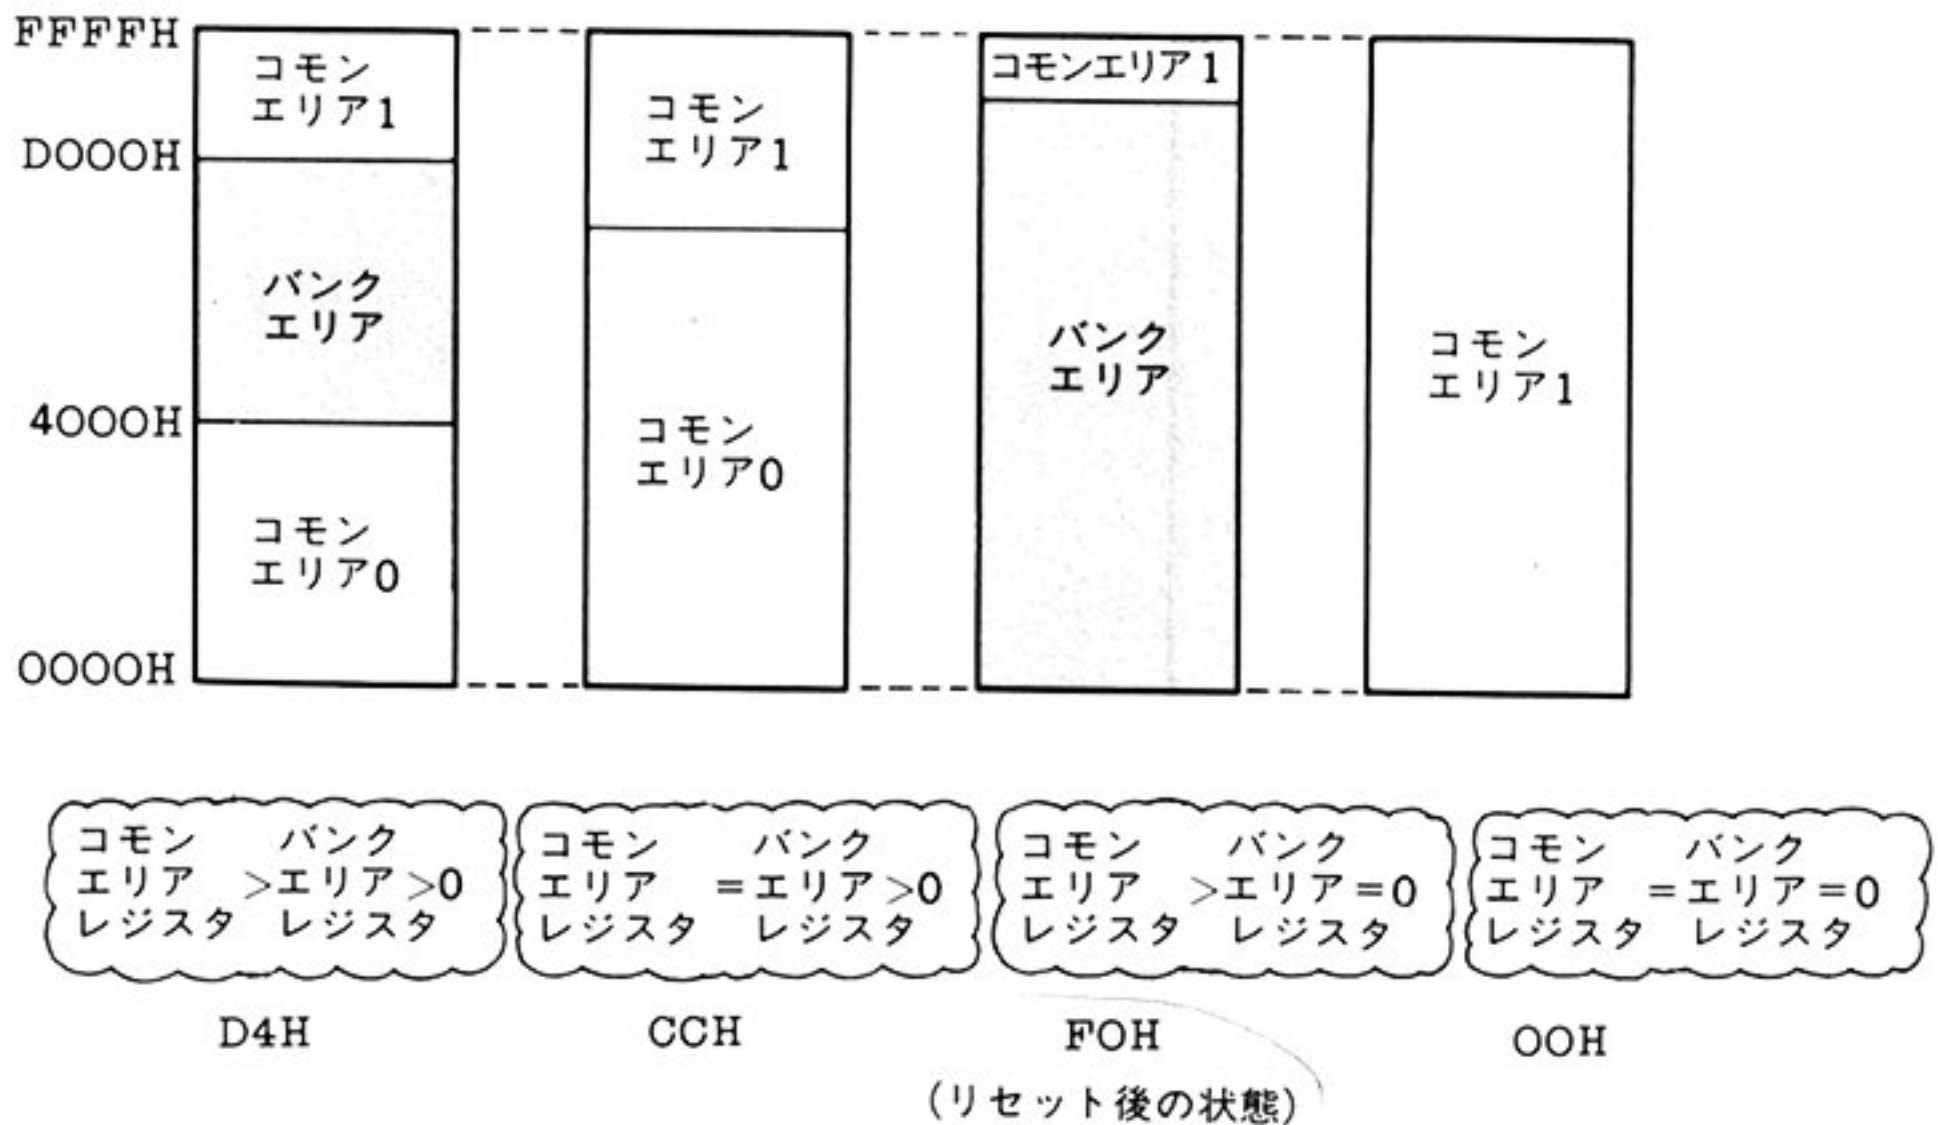 FFFFH
D000H
4000H
0000H
コモン
エリア1
バンク
エリア
コモン
エリア0
コモン
エリア1
コモン
エリア0
コモンエリア1
バンク
エリア
コモン
エリア1
コモン バンク
エリア >エリア>0
レジスタ レジスタ
コモン バンク
エリア =エリア>0
レジスタ レジスタ
コモン バンク
エリア >エリア=0
レジスタ レジスタ
コモン バンク
エリア =エリア=0
レジスタ レジスタ
D4H
CCH
F0H
(リセット後の状態)
00H